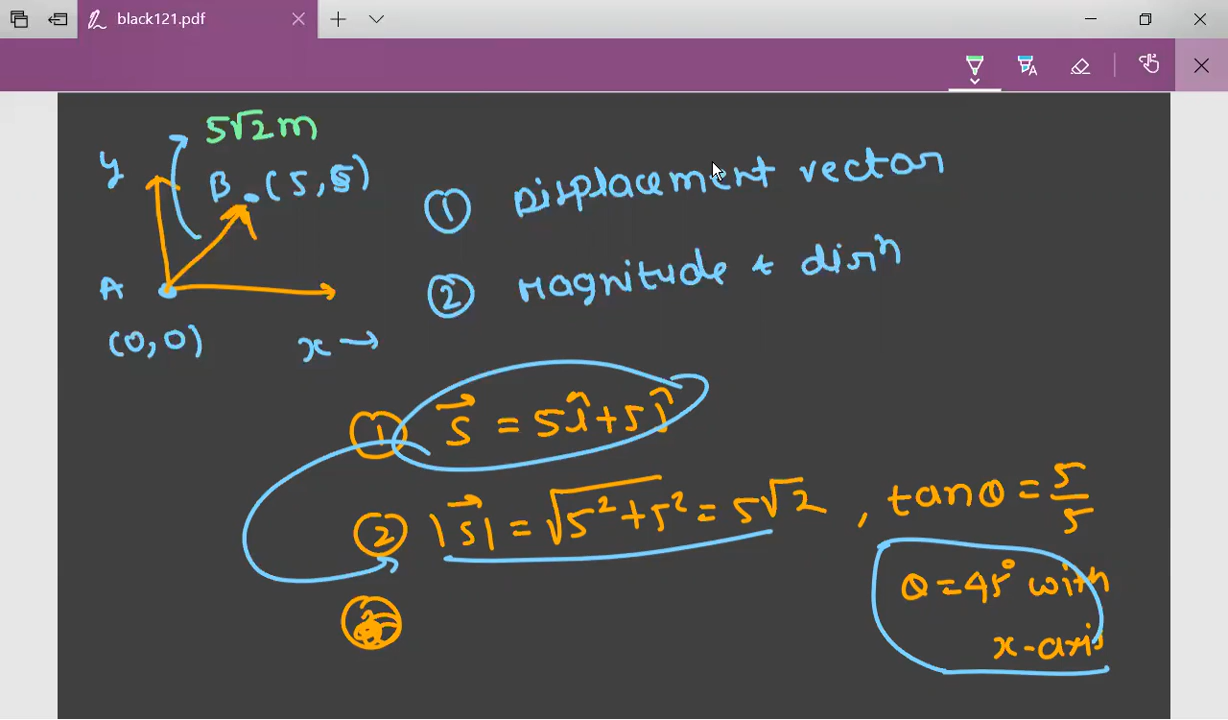 black121.pdf
5√2 m
y
B (5,5)
① Displacement vector
A
② Magnitude & dirⁿ
(0,0)
x →
① s⃗ = 5î+5ĵ
② |s⃗| = √5²+5² = 5√2 , tanθ = 5/5
θ = 45° with
x-axis